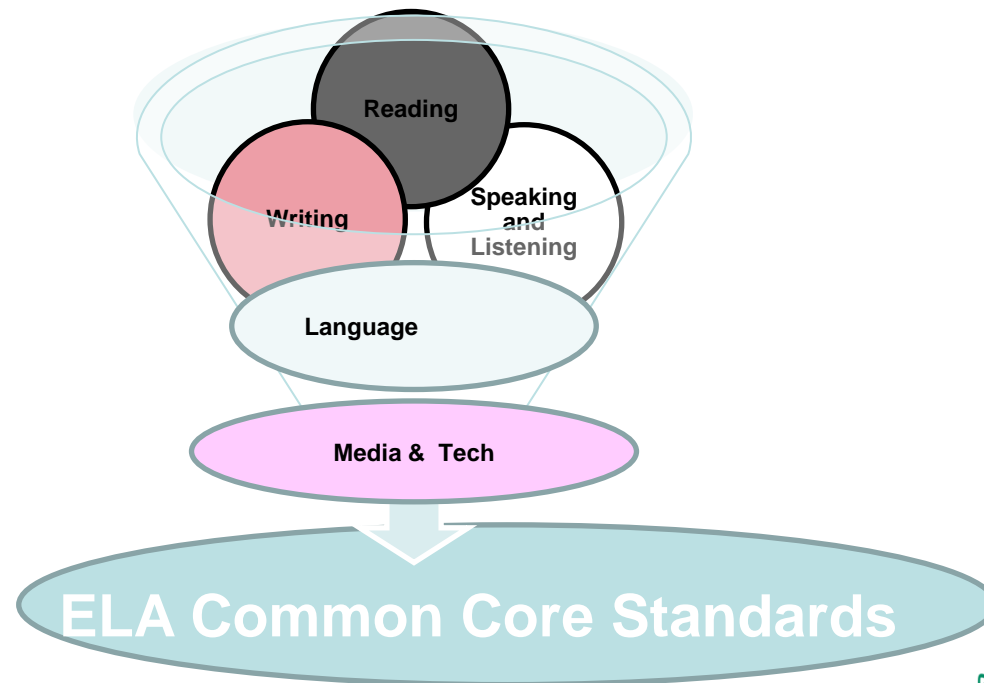 Reading
Writing
Speaking
and
Listening
Language
Media & Tech
ELA Common Core Standards